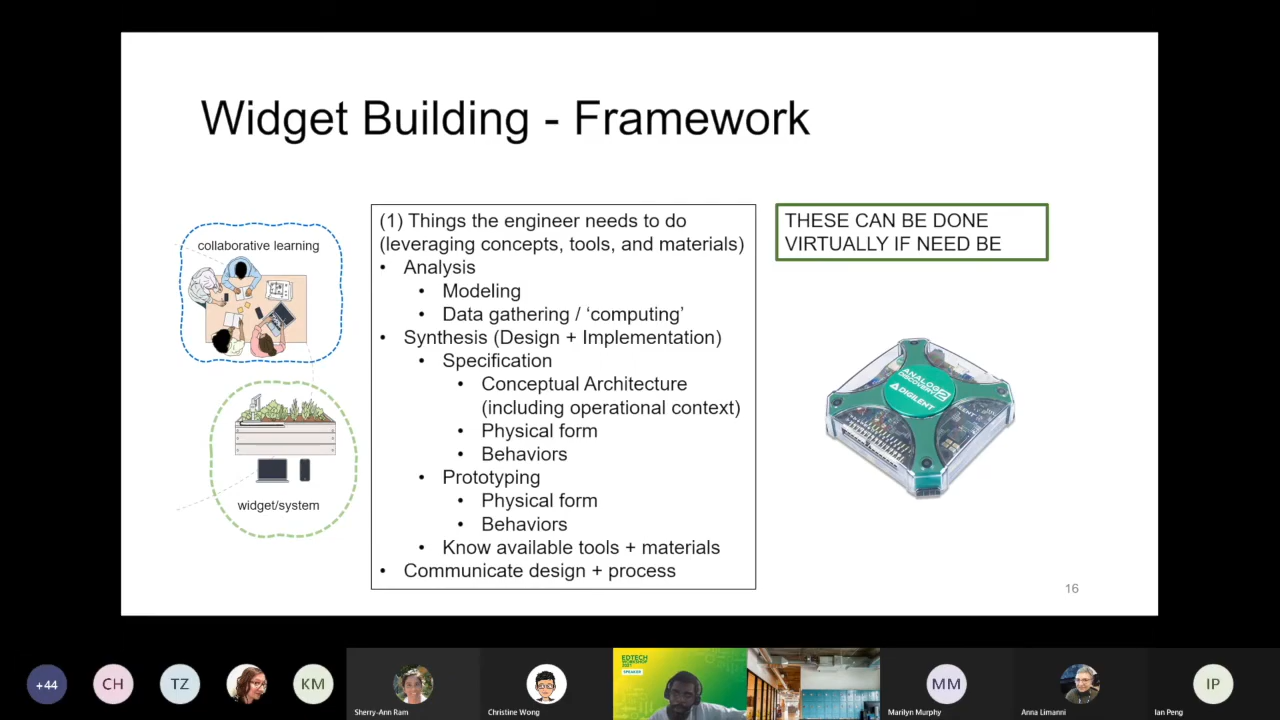 Widget Building - Framework
collaborative learning
widget/system
(1) Things the engineer needs to do
(leveraging concepts, tools, and materials)
• Analysis
• Modeling
• Data gathering / ‘computing’
• Synthesis (Design + Implementation)
• Specification
• Conceptual Architecture
(including operational context)
• Physical form
• Behaviors
• Prototyping
• Physical form
• Behaviors
• Know available tools + materials
• Communicate design + process
THESE CAN BE DONE
VIRTUALLY IF NEED BE
ANALOG
DISCOVERY 2
DIGILENT
16
+44
CH
TZ
KM
Sherry-Ann Ram
Christine Wong
EDTECH
WORKSHOP
2021
SPEAKER
MM
Marilyn Murphy
Anna Limanni
IP
Ian Peng